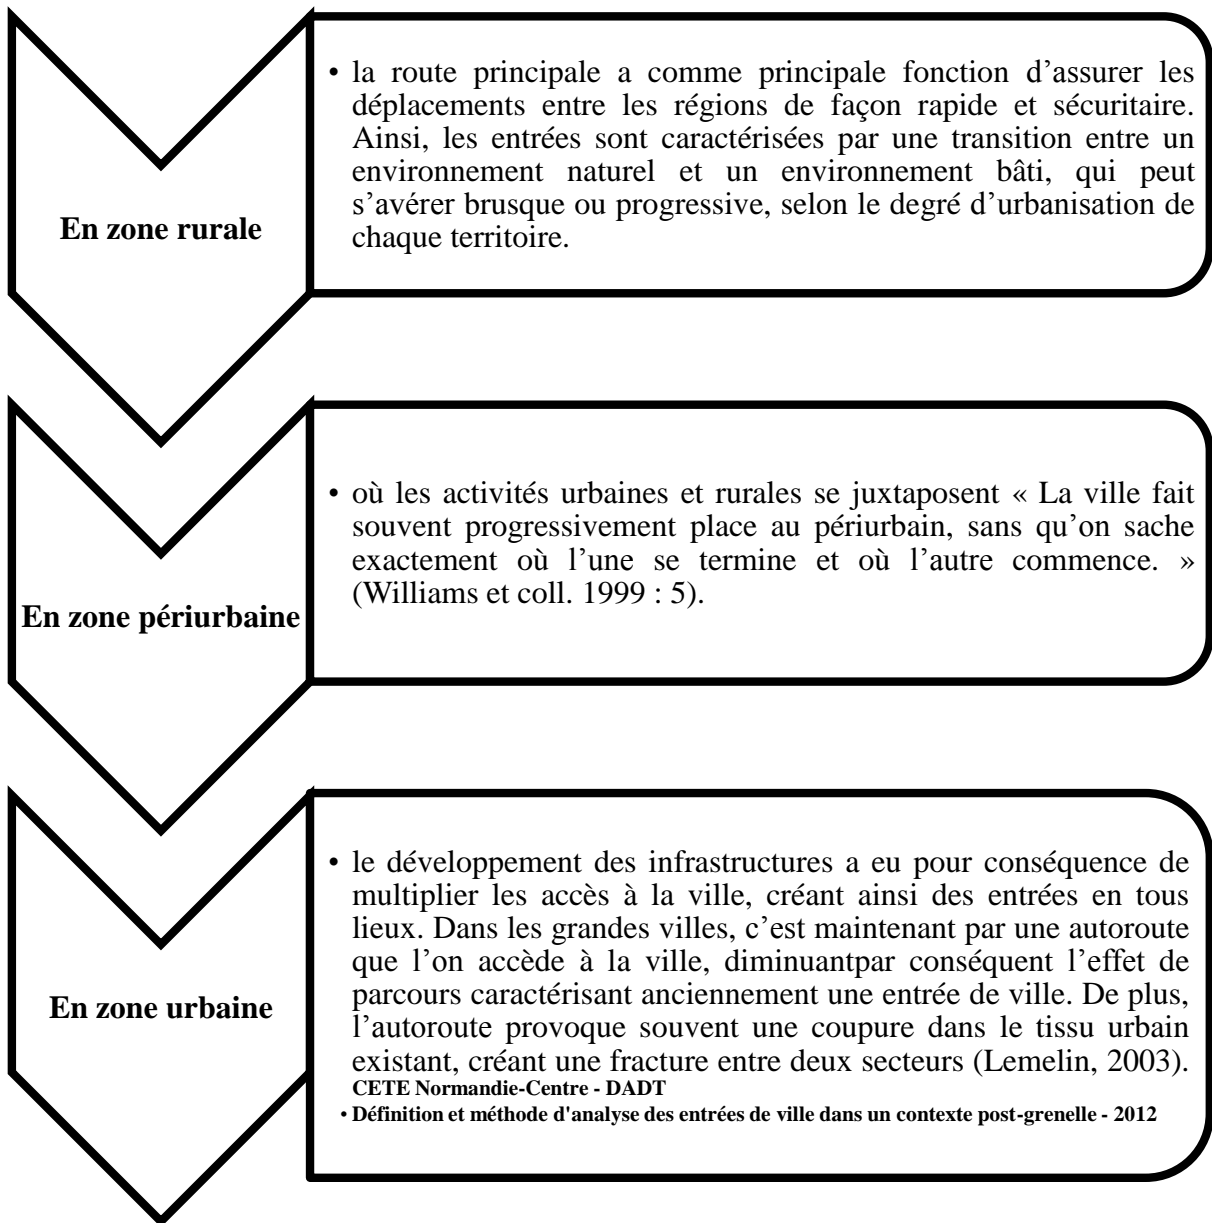 En zone rurale
• la route principale a comme principale fonction d’assurer les
déplacements entre les régions de façon rapide et sécuritaire.
Ainsi, les entrées sont caractérisées par une transition entre un
environnement naturel et un environnement bâti, qui peut
s’avérer brusque ou progressive, selon le degré d’urbanisation de
chaque territoire.
En zone périurbaine
• où les activités urbaines et rurales se juxtaposent « La ville fait
souvent progressivement place au périurbain, sans qu’on sache
exactement où l’une se termine et où l’autre commence. »
(Williams et coll. 1999 : 5).
En zone urbaine
• le développement des infrastructures a eu pour conséquence de
multiplier les accès à la ville, créant ainsi des entrées en tous
lieux. Dans les grandes villes, c’est maintenant par une autoroute
que l’on accède à la ville, diminuantpar conséquent l’effet de
parcours caractérisant anciennement une entrée de ville. De plus,
l’autoroute provoque souvent une coupure dans le tissu urbain
existant, créant une fracture entre deux secteurs (Lemelin, 2003).
CETE Normandie-Centre - DADT
• Définition et méthode d'analyse des entrées de ville dans un contexte post-grenelle - 2012